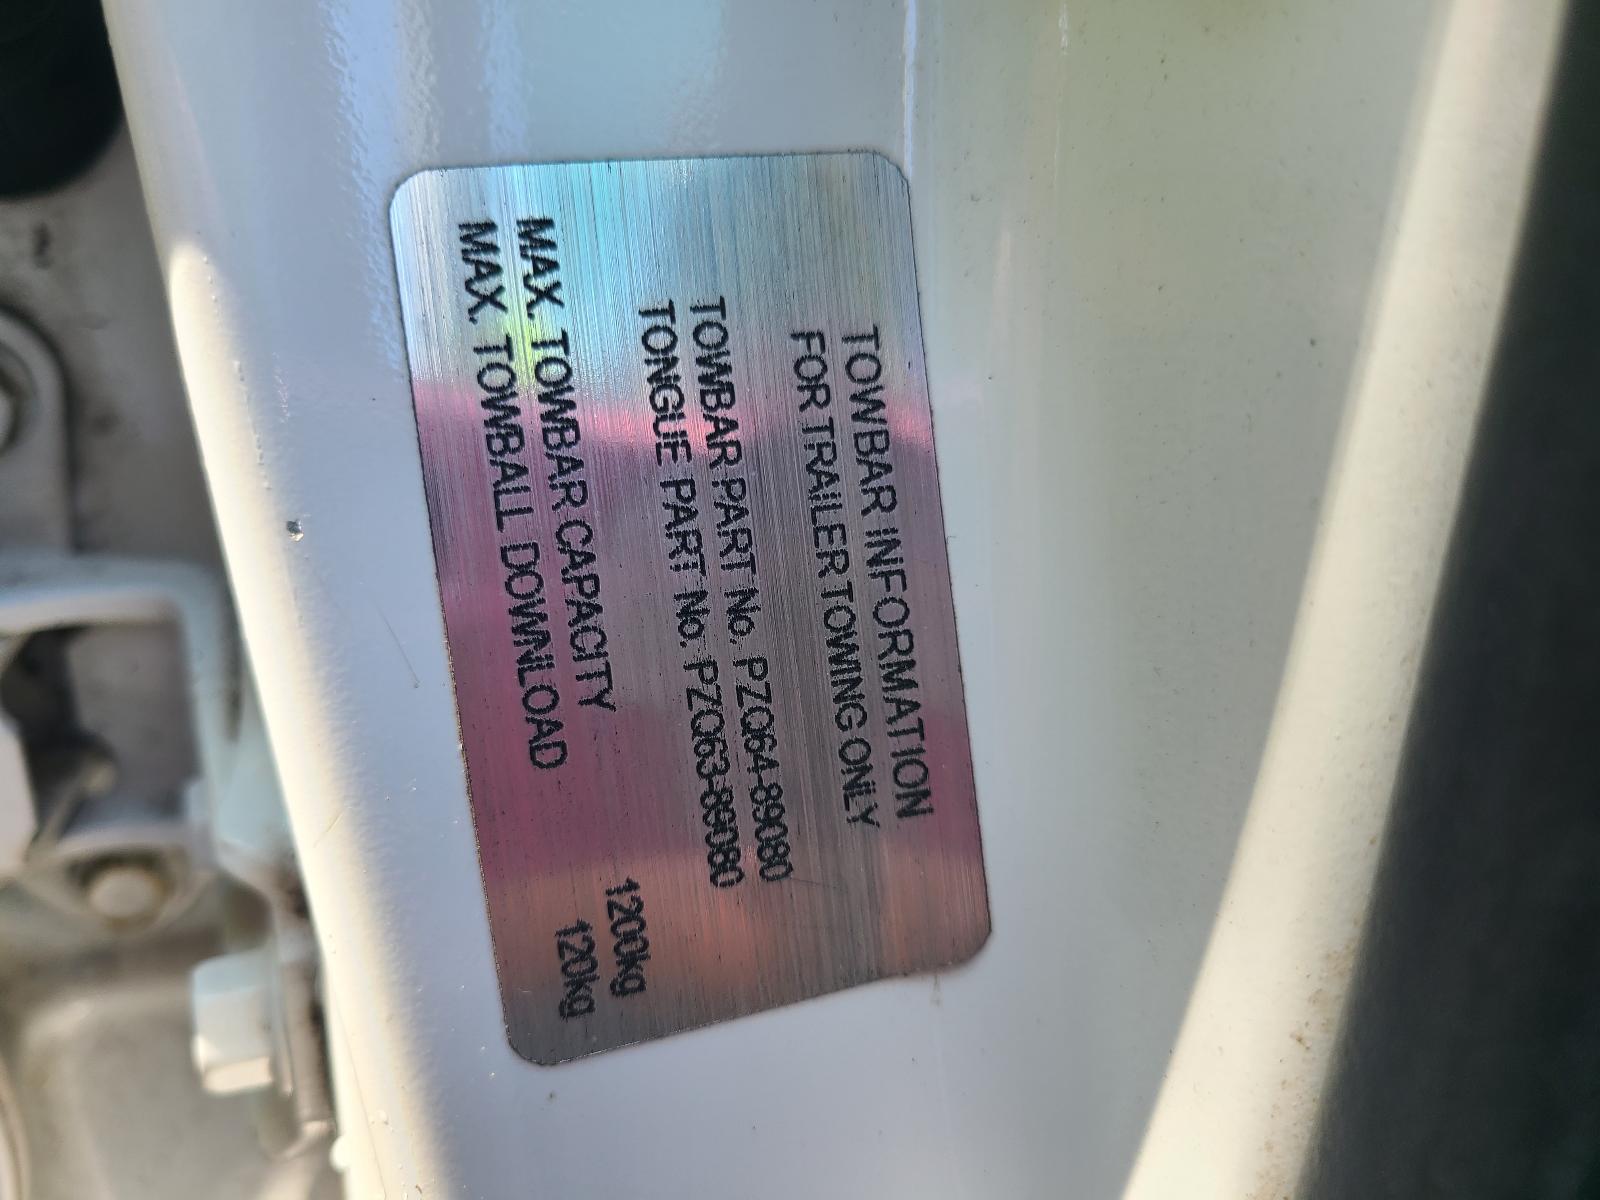 TOWBAR INFORMATION
FOR TRAILER TOWING ONLY
TOWBAR PART No. PZQ64-89080
TONGUE PART No. PZQ63-89080
MAX. TOWBAR CAPACITY 1200kg
MAX. TOWBALL DOWNLOAD 120kg